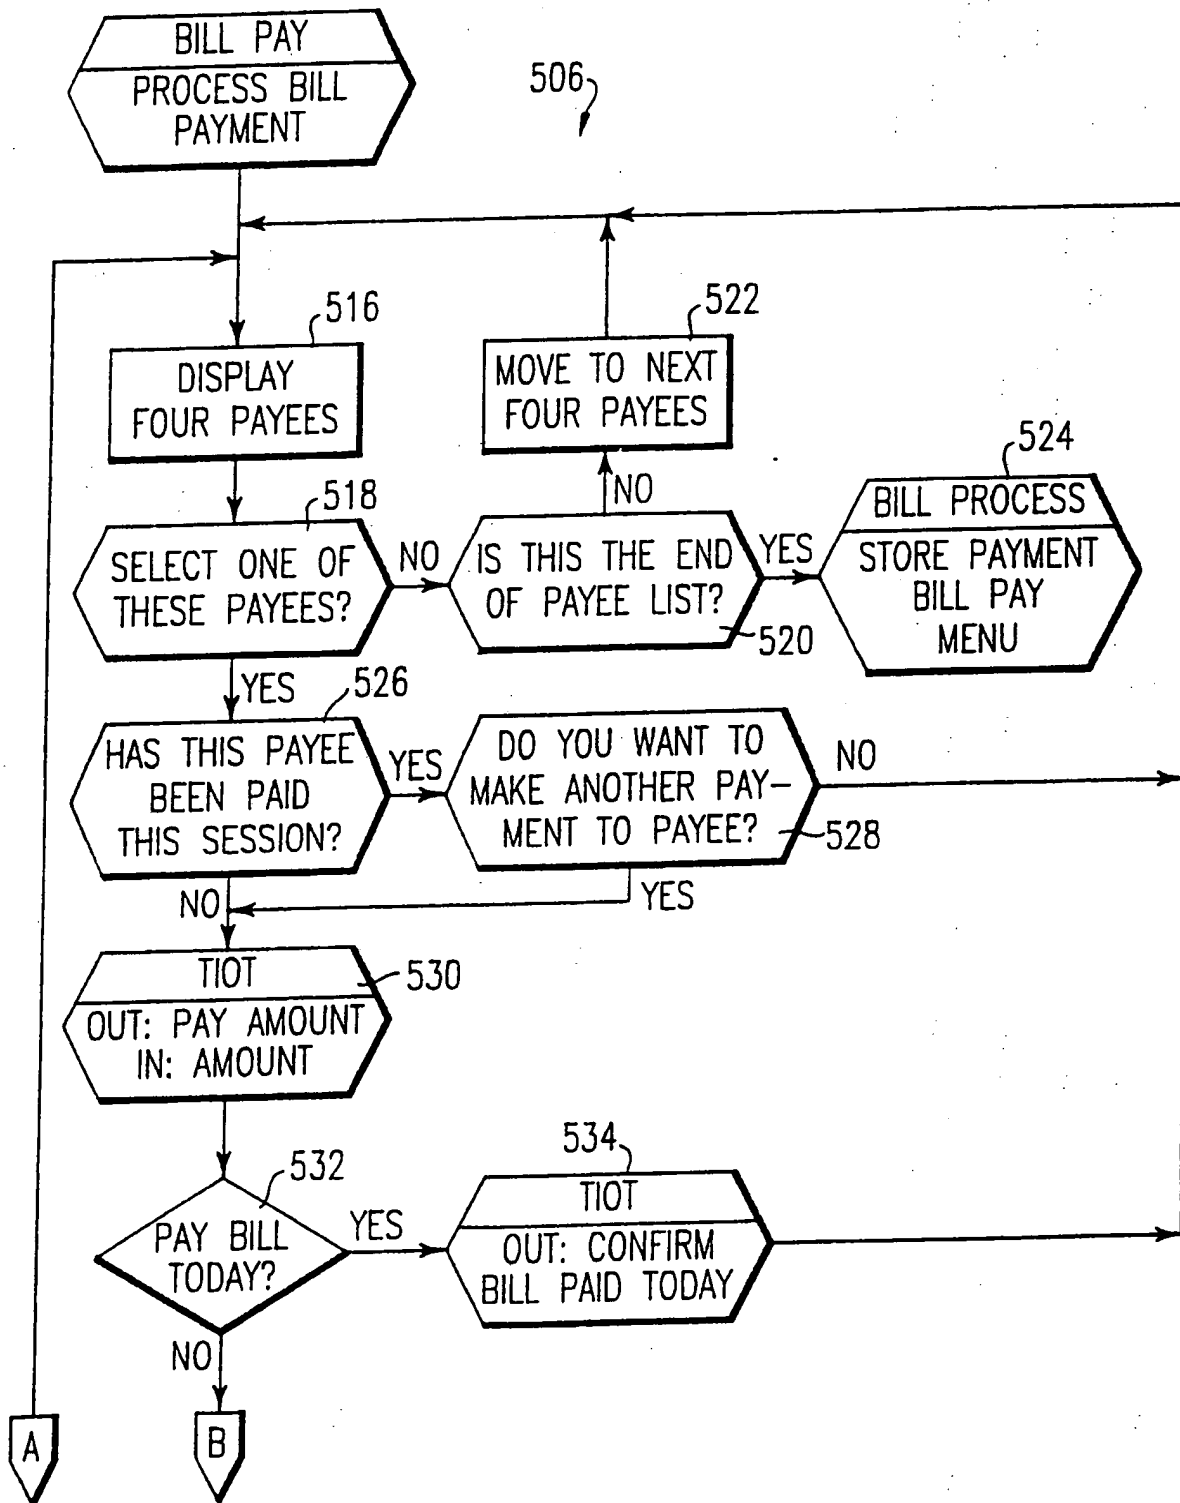 BILL PAY
PROCESS BILL
PAYMENT
506
516
DISPLAY
FOUR PAYEES
522
MOVE TO NEXT
FOUR PAYEES
NO
518
SELECT ONE OF
THESE PAYEES?
NO
IS THIS THE END
OF PAYEE LIST?
520
YES
524
BILL PROCESS
STORE PAYMENT
BILL PAY
MENU
YES
526
HAS THIS PAYEE
BEEN PAID
THIS SESSION?
YES
DO YOU WANT TO
MAKE ANOTHER PAY-
MENT TO PAYEE?
528
NO
NO
YES
TIOT
530
OUT: PAY AMOUNT
IN: AMOUNT
532
PAY BILL
TODAY?
YES
534
TIOT
OUT: CONFIRM
BILL PAID TODAY
NO
A
B